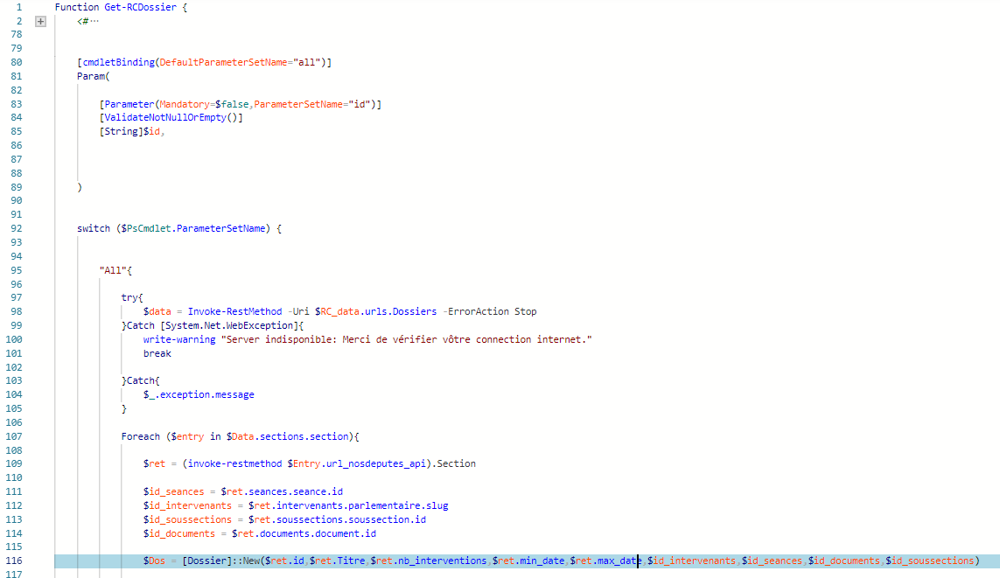 1 Function Get-RCDossier {
2 <#···
78
79
80 [cmdletBinding(DefaultParameterSetName="all")]
81 Param(
82
83 [Parameter(Mandatory=$false,ParameterSetName="id")]
84 [ValidateNotNullOrEmpty()]
85 [String]$id,
86
87
88
89 )
90
91
92 switch ($PsCmdlet.ParameterSetName) {
93
94
95 "All"{
96
97 try{
98 $data = Invoke-RestMethod -Uri $RC_data.urls.Dossiers -ErrorAction Stop
99 }Catch [System.Net.WebException]{
100 write-warning "Server indisponible: Merci de vérifier vôtre connection internet."
101 break
102
103 }Catch{
104 $_.exception.message
105 }
106
107 Foreach ($entry in $Data.sections.section){
108
109 $ret = (invoke-restmethod $Entry.url_nosdeputes_api).Section
110
111 $id_seances = $ret.seances.seance.id
112 $id_intervenants = $ret.intervenants.parlementaire.slug
113 $id_soussections = $ret.soussections.soussection.id
114 $id_documents = $ret.documents.document.id
115
116 $Dos = [Dossier]::New($ret.id,$ret.Titre,$ret.nb_interventions,$ret.min_date,$ret.max_date,$id_intervenants,$id_seances,$id_documents,$id_soussections)
117